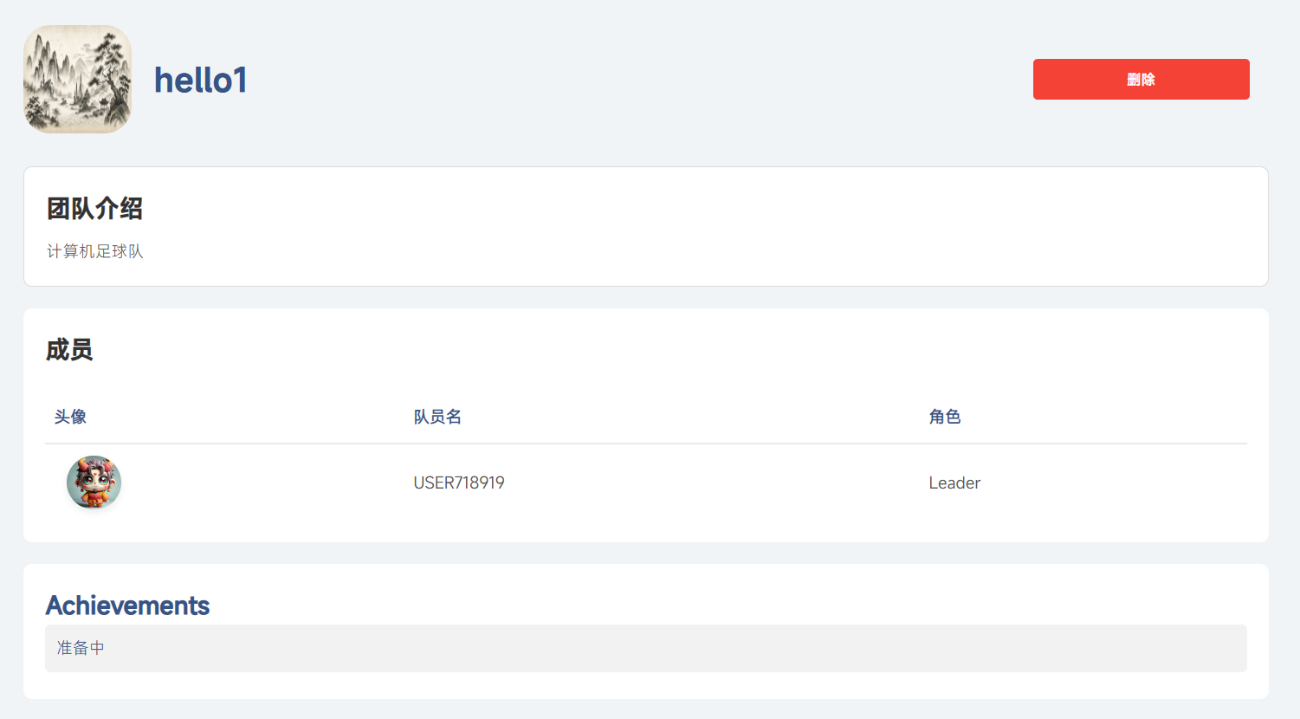 hello1
删除
团队介绍
计算机足球队
成员
头像 队员名 角色
USER718919 Leader
Achievements
准备中